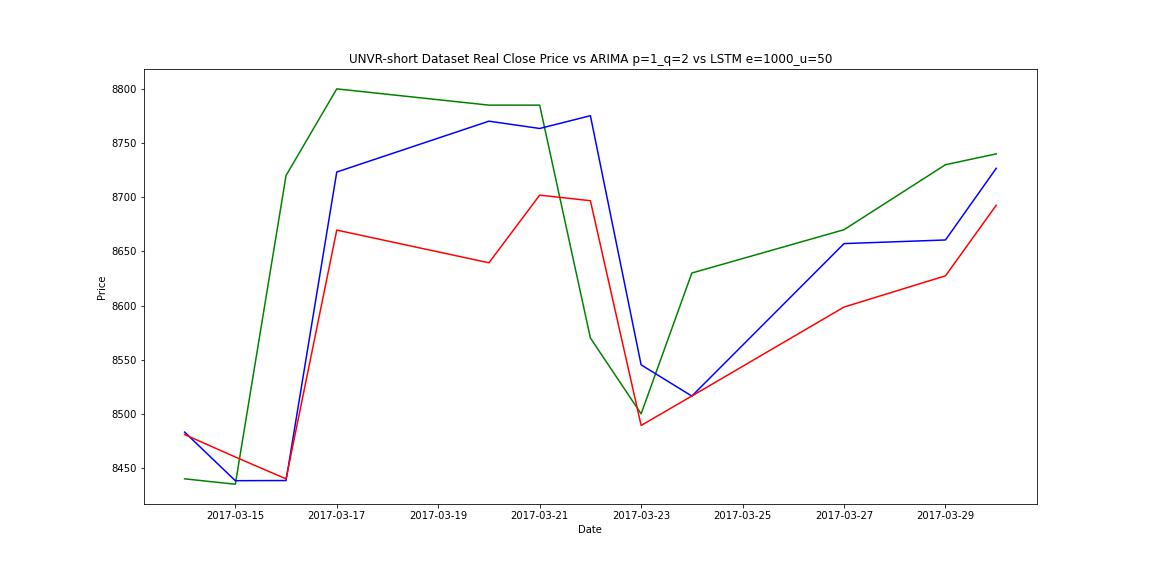 UNVR-short Dataset Real Close Price vs ARIMA p=1_q=2 vs LSTM e=1000_u=50
8800
8750
8700
8650
8600
8550
8500
8450
Price
2017-03-15 2017-03-17 2017-03-19 2017-03-21 2017-03-23 2017-03-25 2017-03-27 2017-03-29
Date